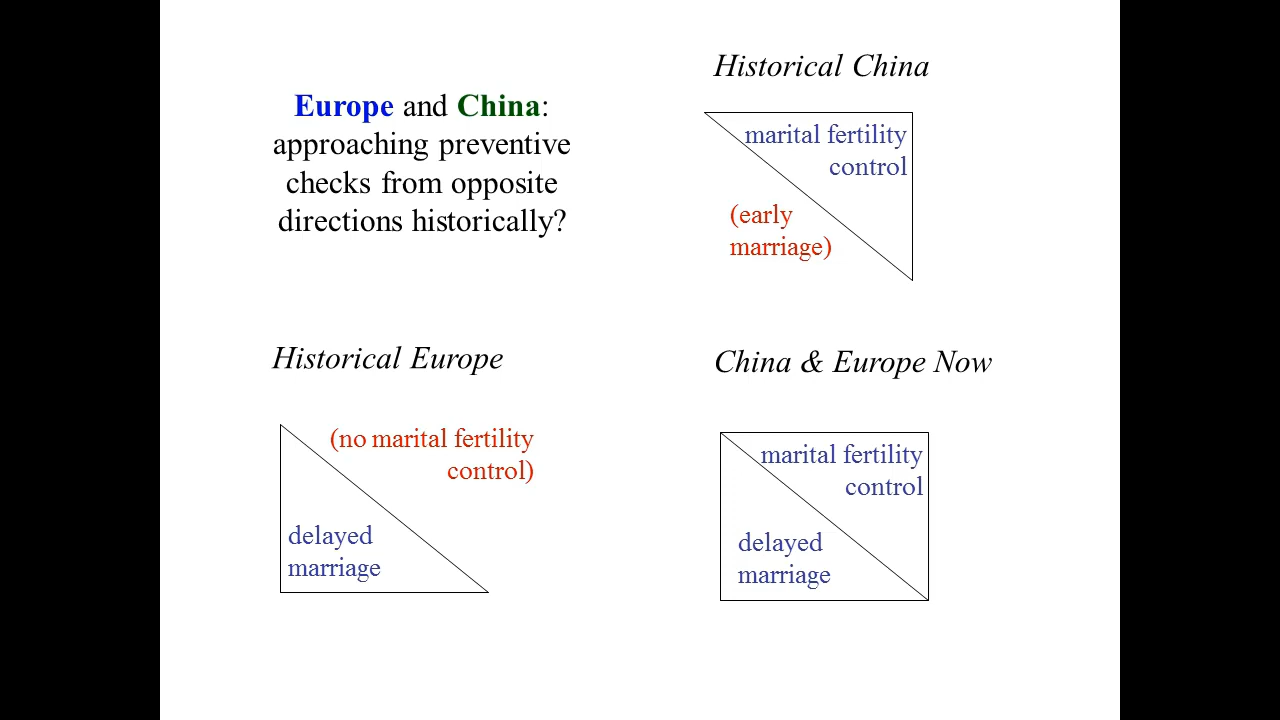 Europe and China:
approaching preventive
checks from opposite
directions historically?
Historical China
marital fertility
control
(early
marriage)
Historical Europe
(no marital fertility
control)
delayed
marriage
China & Europe Now
marital fertility
control
delayed
marriage